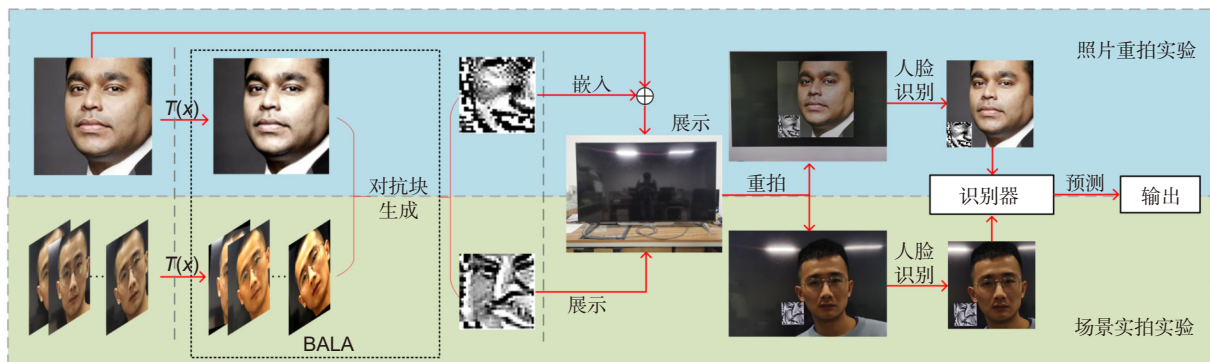 照片重拍实验
T(x)
嵌入
展示
人脸
识别
对抗块
生成
重拍
识别器
预测
输出
T(x)
展示
人脸
识别
BALA
场景实拍实验